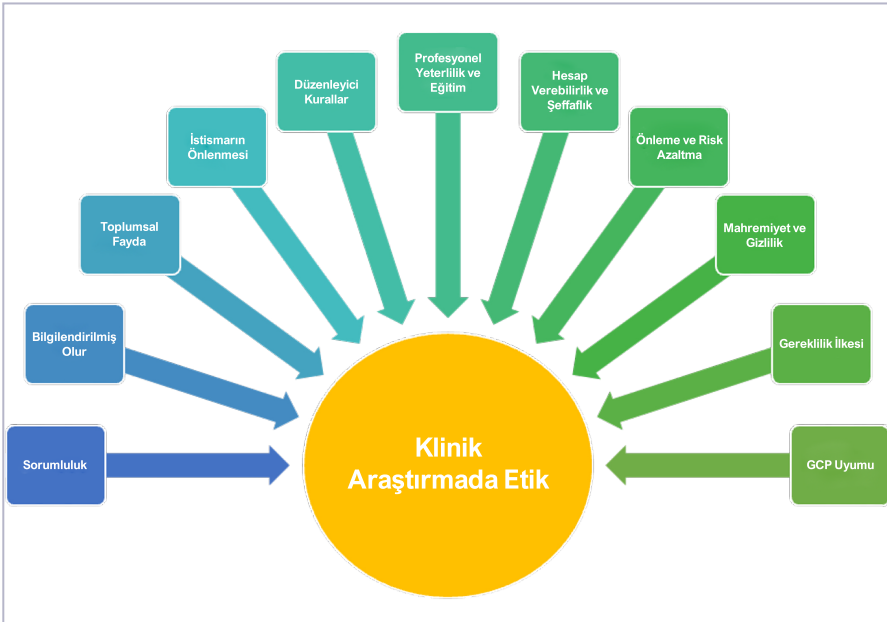 Profesyonel
Yeterlilik ve
Eğitim
Düzenleyici
Kurallar
Hesap
Verebilirlik ve
Şeffaflık
İstismarın
Önlenmesi
Önleme ve Risk
Azaltma
Toplumsal
Fayda
Mahremiyet ve
Gizlilik
Bilgilendirilmiş
Olur
Gereklilik İlkesi
Sorumluluk
Klinik
Araştırmada Etik
GCP Uyumu